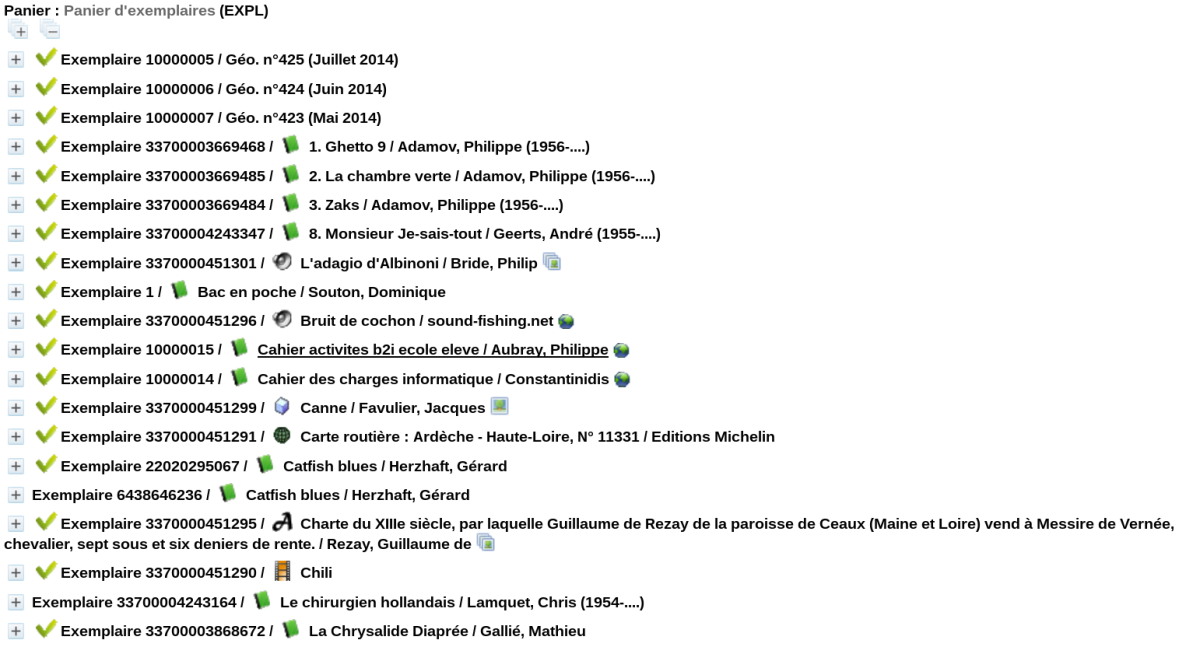 Panier : Panier d'exemplaires (EXPL)
Exemplaire 10000005 / Géo. n°425 (Juillet 2014)
Exemplaire 10000006 / Géo. n°424 (Juin 2014)
Exemplaire 10000007 / Géo. n°423 (Mai 2014)
Exemplaire 33700003669468 / 1. Ghetto 9 / Adamov, Philippe (1956-....)
Exemplaire 33700003669485 / 2. La chambre verte / Adamov, Philippe (1956-....)
Exemplaire 33700003669484 / 3. Zaks / Adamov, Philippe (1956-....)
Exemplaire 33700004243347 / 8. Monsieur Je-sais-tout / Geerts, André (1955-....)
Exemplaire 3370000451301 / L'adagio d'Albinoni / Bride, Philip
Exemplaire 1 / Bac en poche / Souton, Dominique
Exemplaire 3370000451296 / Bruit de cochon / sound-fishing.net
Exemplaire 10000015 / Cahier activites b2i ecole eleve / Aubray, Philippe
Exemplaire 10000014 / Cahier des charges informatique / Constantinidis
Exemplaire 3370000451299 / Canne / Favulier, Jacques
Exemplaire 3370000451291 / Carte routière : Ardèche - Haute-Loire, N° 11331 / Editions Michelin
Exemplaire 22020295067 / Catfish blues / Herzhaft, Gérard
Exemplaire 6438646236 / Catfish blues / Herzhaft, Gérard
Exemplaire 3370000451295 / Charte du XIIIe siècle, par laquelle Guillaume de Rezay de la paroisse de Ceaux (Maine et Loire) vend à Messire de Vernée,
chevalier, sept sous et six deniers de rente. / Rezay, Guillaume de
Exemplaire 3370000451290 / Chili
Exemplaire 33700004243164 / Le chirurgien hollandais / Lamquet, Chris (1954-....)
Exemplaire 33700003868672 / La Chrysalide Diaprée / Gallié, Mathieu